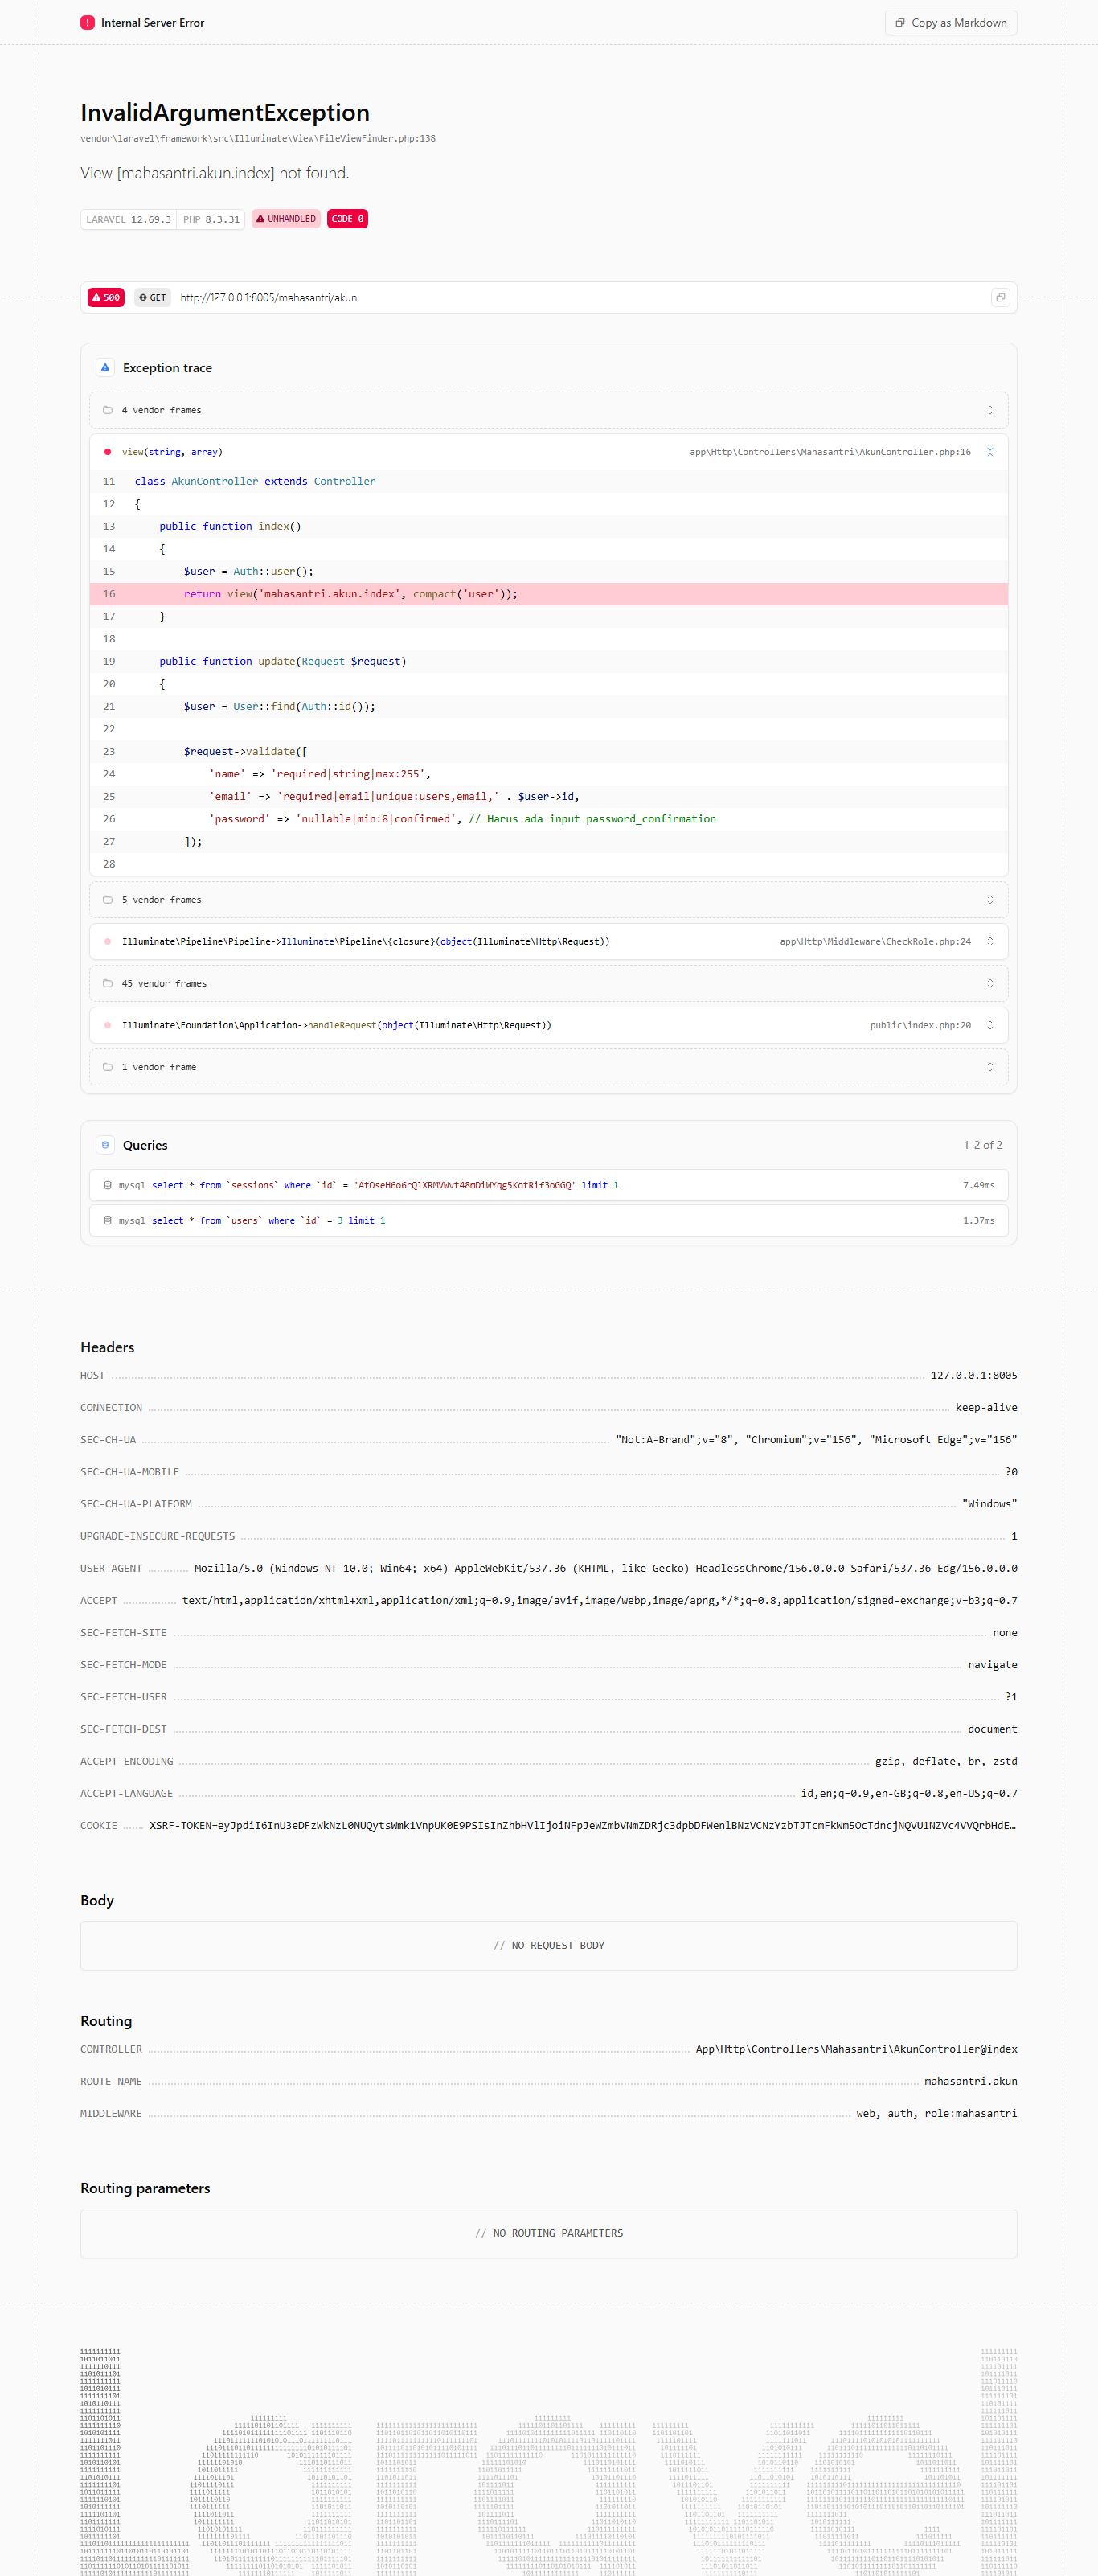 Internal Server Error
Copy as Markdown
InvalidArgumentException
vendor\laravel\framework\src\Illuminate\View\FileViewFinder.php:138
View [mahasantri.akun.index] not found.
LARAVEL 12.69.3 PHP 8.3.31 UNHANDLED CODE 0
500 GET http://127.0.0.1:8005/mahasantri/akun
Exception trace
4 vendor frames
view(string, array) app\Http\Controllers\Mahasantri\AkunController.php:16
11 class AkunController extends Controller
12 {
13 public function index()
14 {
15 $user = Auth::user();
16 return view('mahasantri.akun.index', compact('user'));
17 }
18
19 public function update(Request $request)
20 {
21 $user = User::find(Auth::id());
22
23 $request->validate([
24 'name' => 'required|string|max:255',
25 'email' => 'required|email|unique:users,email,' . $user->id,
26 'password' => 'nullable|min:8|confirmed', // Harus ada input password_confirmation
27 ]);
28
5 vendor frames
Illuminate\Pipeline\Pipeline->Illuminate\Pipeline\{closure}(object(Illuminate\Http\Request)) app\Http\Middleware\CheckRole.php:24
45 vendor frames
Illuminate\Foundation\Application->handleRequest(object(Illuminate\Http\Request)) public\index.php:20
1 vendor frame
Queries 1-2 of 2
mysql select * from `sessions` where `id` = 'AtOseH6o6rQlXRMVWvt48mDiWYqg5KotRif3oGGQ' limit 1 7.49ms
mysql select * from `users` where `id` = 3 limit 1 1.37ms
Headers
HOST 127.0.0.1:8005
CONNECTION keep-alive
SEC-CH-UA "Not:A-Brand";v="8", "Chromium";v="156", "Microsoft Edge";v="156"
SEC-CH-UA-MOBILE ?0
SEC-CH-UA-PLATFORM "Windows"
UPGRADE-INSECURE-REQUESTS 1
USER-AGENT Mozilla/5.0 (Windows NT 10.0; Win64; x64) AppleWebKit/537.36 (KHTML, like Gecko) HeadlessChrome/156.0.0.0 Safari/537.36 Edg/156.0.0.0
ACCEPT text/html,application/xhtml+xml,application/xml;q=0.9,image/avif,image/webp,image/apng,*/*;q=0.8,application/signed-exchange;v=b3;q=0.7
SEC-FETCH-SITE none
SEC-FETCH-MODE navigate
SEC-FETCH-USER ?1
SEC-FETCH-DEST document
ACCEPT-ENCODING gzip, deflate, br, zstd
ACCEPT-LANGUAGE id,en;q=0.9,en-GB;q=0.8,en-US;q=0.7
COOKIE
Body
// NO REQUEST BODY
Routing
CONTROLLER App\Http\Controllers\Mahasantri\AkunController@index
ROUTE NAME mahasantri.akun
MIDDLEWARE web, auth, role:mahasantri
Routing parameters
// NO ROUTING PARAMETERS